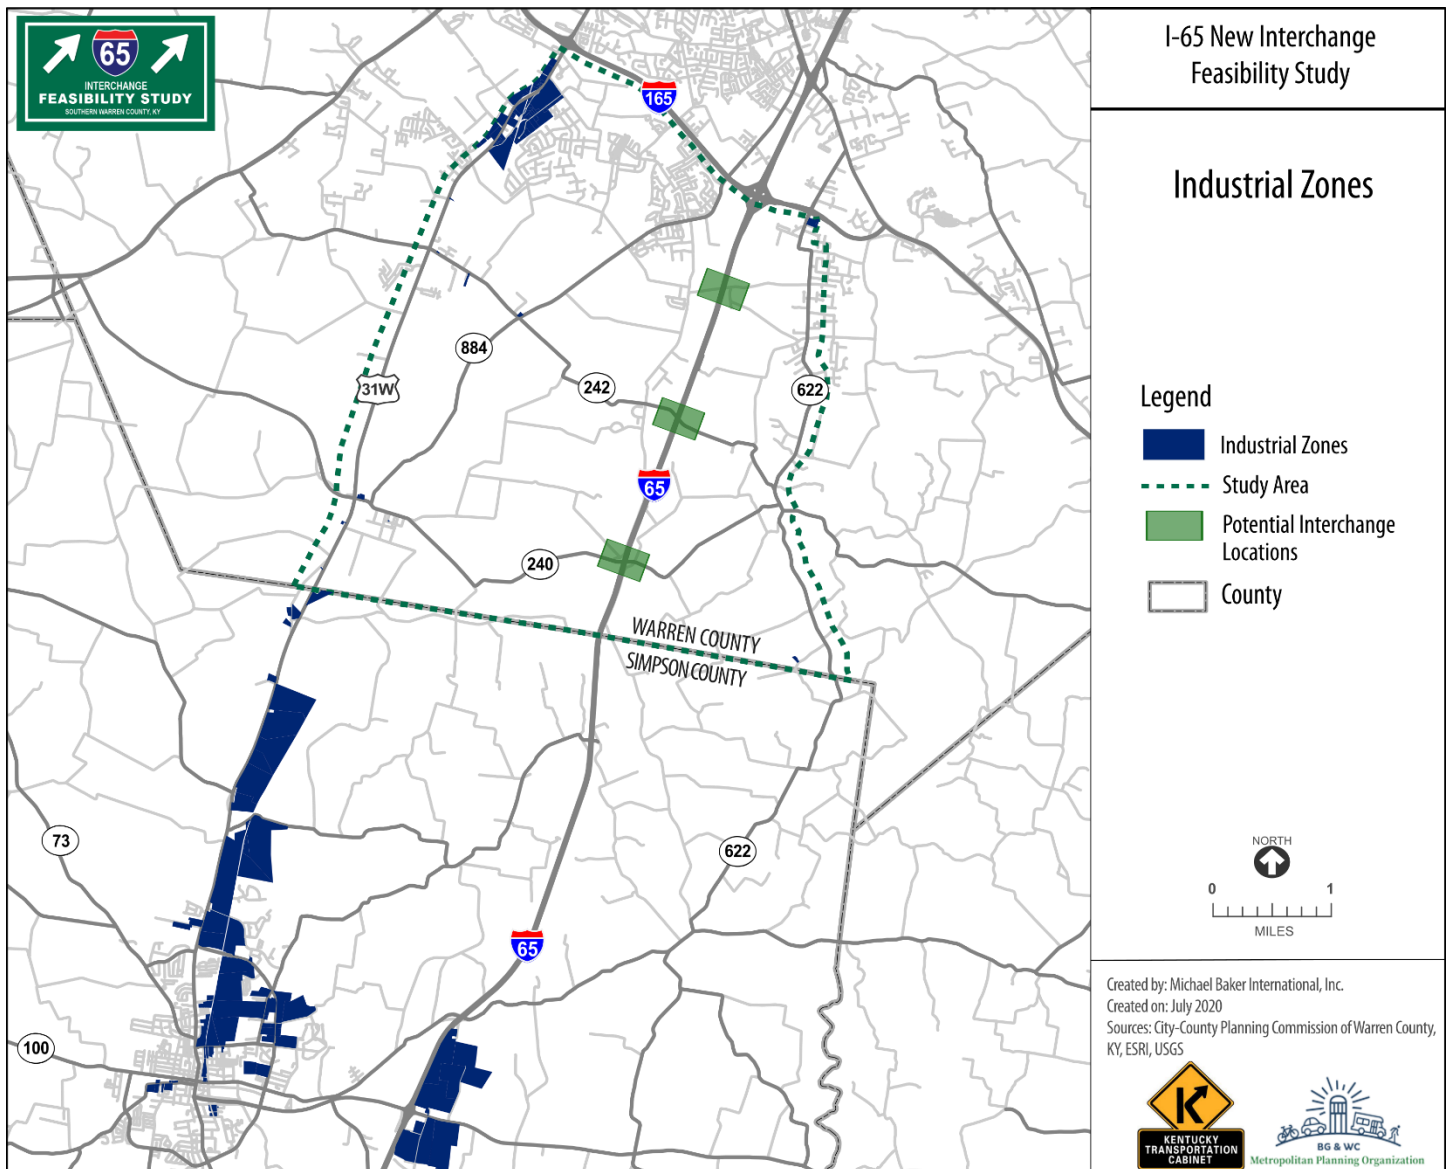 65
INTERCHANGE
FEASIBILITY STUDY
SOUTHERN WARREN COUNTY, KY
I-65 New Interchange
Feasibility Study
Industrial Zones
165
884
31W
242
622
65
240
WARREN COUNTY
SIMPSON COUNTY
73
622
65
100
Legend
Industrial Zones
Study Area
Potential Interchange
Locations
County
NORTH
0 1
MILES
Created by: Michael Baker International, Inc.
Created on: July 2020
Sources: City-County Planning Commission of Warren County,
KY, ESRI, USGS
KENTUCKY
TRANSPORTATION
CABINET
BG & WC
Metropolitan Planning Organization